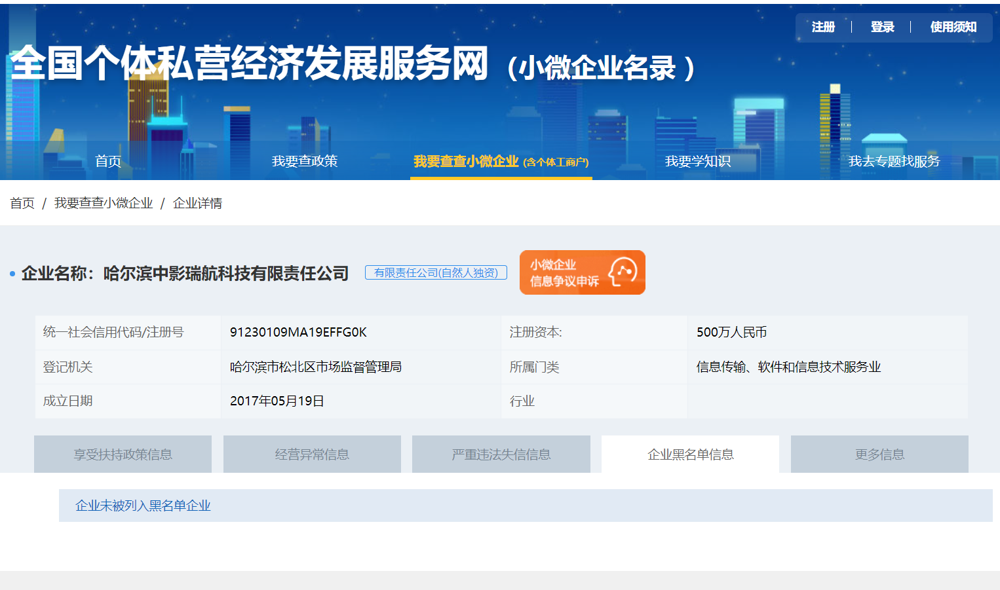 注册 | 登录 | 使用须知
全国个体私营经济发展服务网（小微企业名录）
首页 我要查政策 我要查查小微企业 (含个体工商户) 我要学知识 我去专题找服务
首页 / 我要查查小微企业 / 企业详情
企业名称：哈尔滨中影瑞航科技有限责任公司 有限责任公司(自然人独资)
小微企业
信息争议申诉
统一社会信用代码/注册号 91230109MA19EFFG0K 注册资本: 500万人民币
登记机关 哈尔滨市松北区市场监督管理局 所属门类 信息传输、软件和信息技术服务业
成立日期 2017年05月19日 行业
享受扶持政策信息 经营异常信息 严重违法失信信息 企业黑名单信息 更多信息
企业未被列入黑名单企业